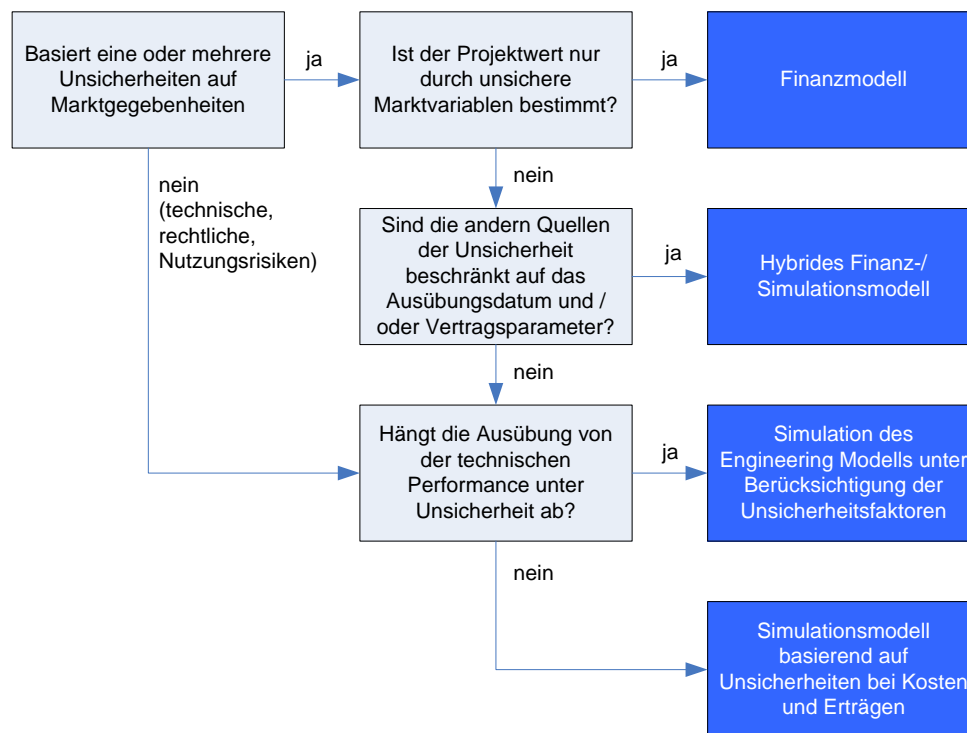 Basiert eine oder mehrere
Unsicherheiten auf
Marktgegebenheiten
ja
Ist der Projektwert nur
durch unsichere
Marktvariablen bestimmt?
ja
Finanzmodell
nein
(technische,
rechtliche,
Nutzungsrisiken)
nein
Sind die andern Quellen
der Unsicherheit
beschränkt auf das
Ausübungsdatum und /
oder Vertragsparameter?
ja
Hybrides Finanz-/
Simulationsmodell
nein
Hängt die Ausübung von
der technischen
Performance unter
Unsicherheit ab?
ja
Simulation des
Engineering Modells unter
Berücksichtigung der
Unsicherheitsfaktoren
nein
Simulationsmodell
basierend auf
Unsicherheiten bei Kosten
und Erträgen